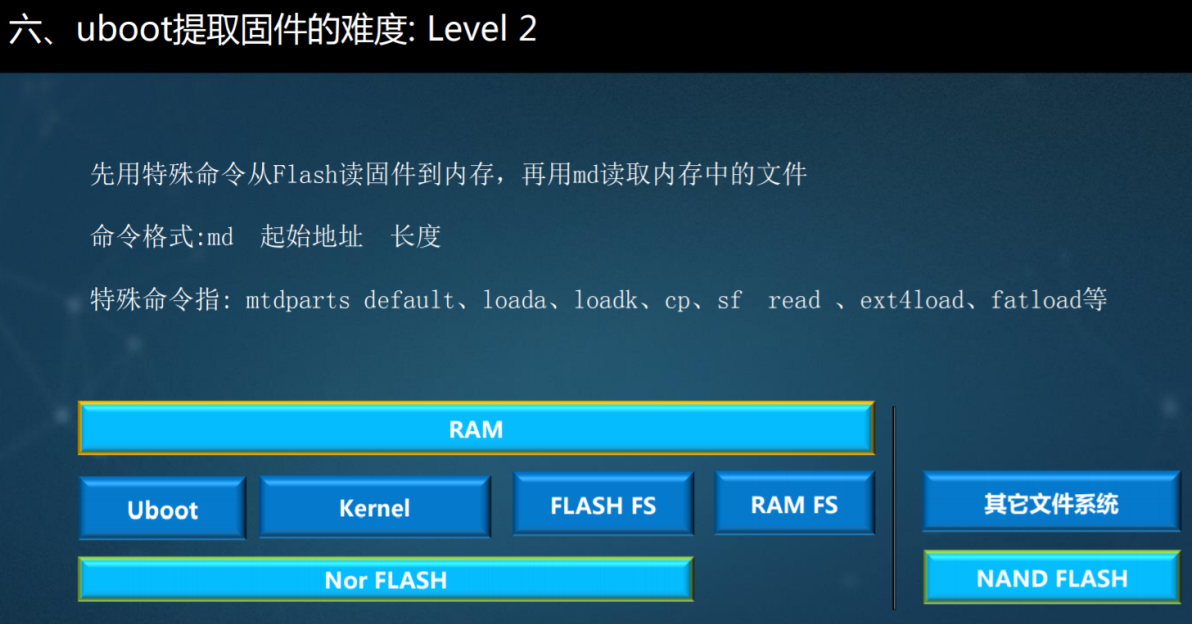 六、uboot提取固件的难度: Level 2
先用特殊命令从Flash读固件到内存，再用md读取内存中的文件
命令格式:md 起始地址 长度
特殊命令指: mtdparts default、loada、loadk、cp、sf read 、ext4load、fatload等
RAM
Uboot
Kernel
FLASH FS
RAM FS
其它文件系统
Nor FLASH
NAND FLASH